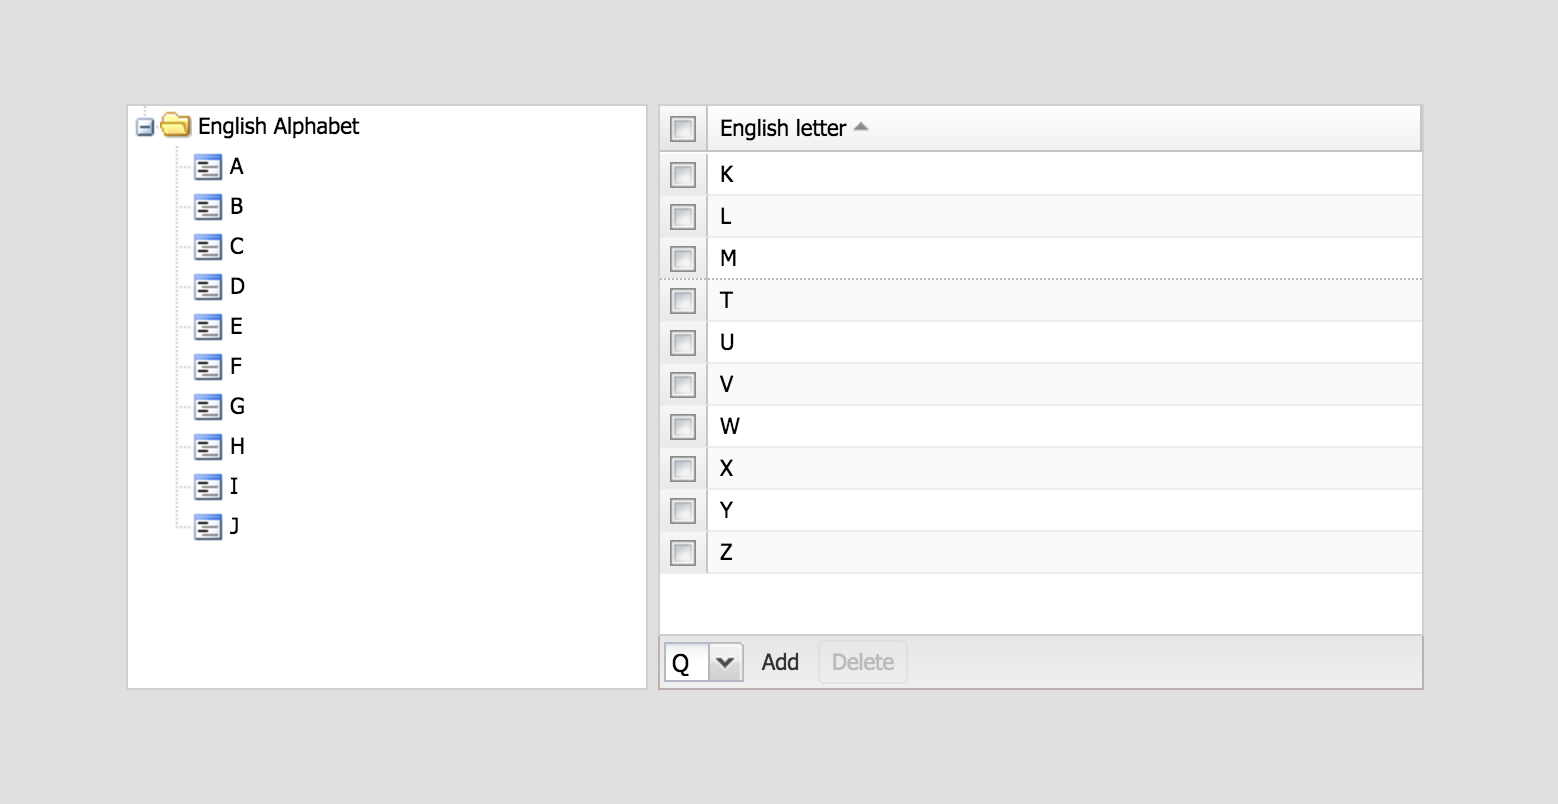 English Alphabet
A
B
C
D
E
F
G
H
I
J
English letter
K
L
M
T
U
V
W
X
Y
Z
Q Add Delete